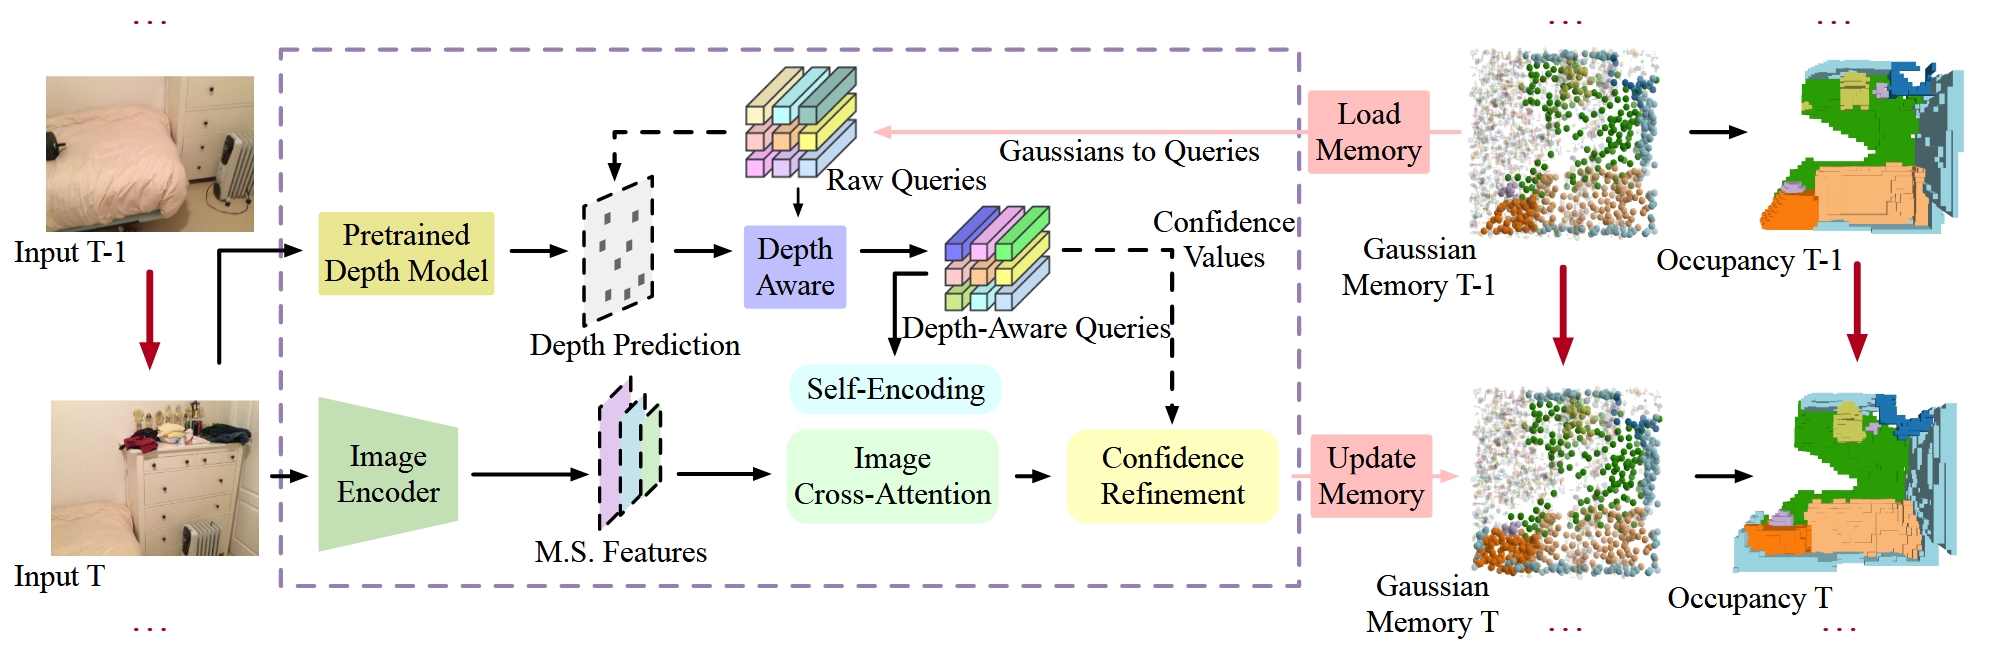 ...
...
...
Load
Memory
Gaussians to Queries
Raw Queries
Confidence
Values
Pretrained
Depth Model
Depth
Aware
Input T-1
Gaussian
Memory T-1
Occupancy T-1
Depth Prediction
Depth-Aware Queries
Self-Encoding
Image
Encoder
Image
Cross-Attention
Confidence
Refinement
Update
Memory
M.S. Features
Input T
Gaussian
Memory T
Occupancy T
...
...
...